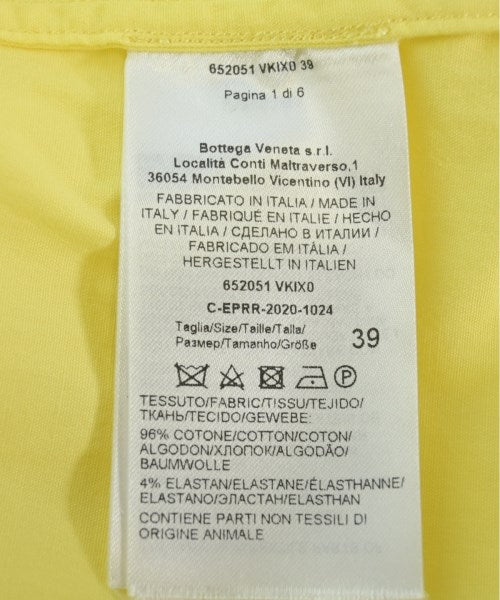 652051 VKIX0 39
Pagina 1 di 6
Bottega Veneta s.r.l.
Località Conti Maltraverso,1
36054 Montebello Vicentino (VI) Italy
FABBRICATO IN ITALIA / MADE IN
ITALY / FABRIQUÉ EN ITALIE / HECHO
EN ITALIA / СДЕЛАНО В ИТАЛИИ /
FABRICADO EM ITÁLIA /
HERGESTELLT IN ITALIEN
652051 VKIX0
C-EPRR-2020-1024
Taglia/Size/Taille/Talla/
Размер/Tamanho/Größe 39
P
TESSUTO/FABRIC/TISSU/TEJIDO/
ТКАНЬ/TECIDO/GEWEBE:
96% COTONE/COTTON/COTON/
ALGODON/ХЛОПОК/ALGODÃO/
BAUMWOLLE
4% ELASTAN/ELASTANE/ÉLASTHANNE/
ELASTANO/ЭЛАСТАН/ELASTHAN
CONTIENE PARTI NON TESSILI DI
ORIGINE ANIMALE